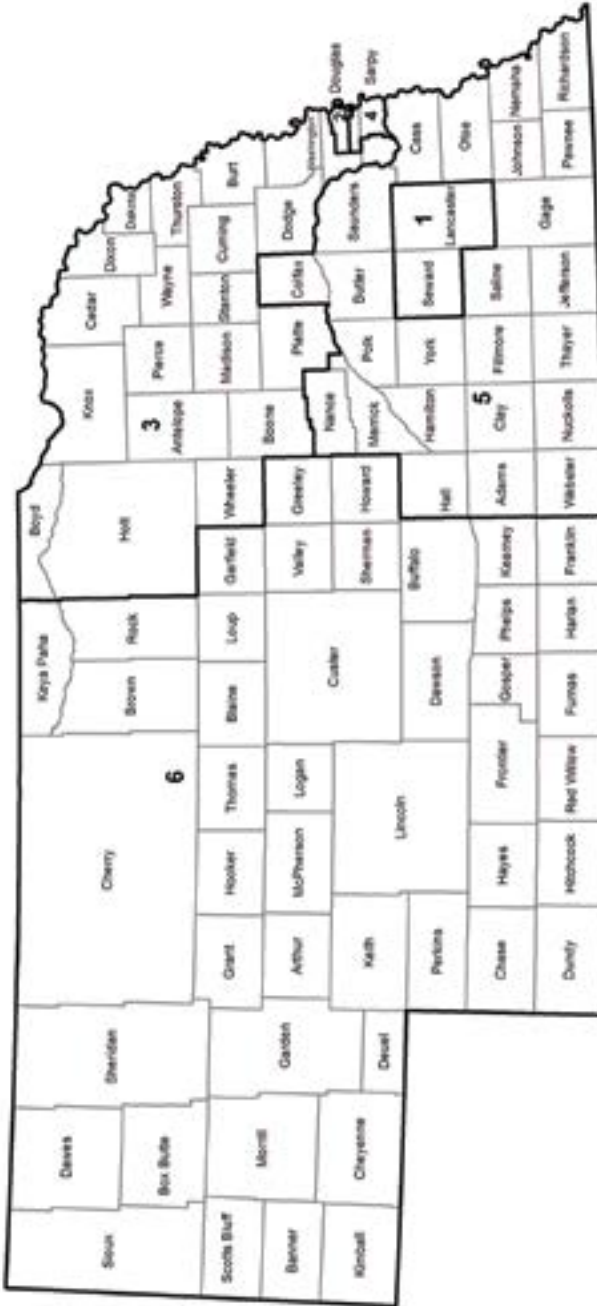 Sioux
Dawes
Box Butte
Sheridan
Scotts Bluff
Banner
Kimball
Morrill
Cheyenne
Garden
Deuel
Cherry
6
Keya Paha
Brown
Rock
Boyd
Holt
Grant
Hooker
Thomas
Blaine
Loup
Garfield
Wheeler
Arthur
McPherson
Logan
Custer
Valley
Greeley
Sherman
Howard
Keith
Lincoln
Perkins
Dawson
Buffalo
Hall
Chase
Hayes
Frontier
Gosper
Phelps
Kearney
Adams
Dundy
Hitchcock
Red Willow
Furnas
Harlan
Franklin
Webster
Knox
Cedar
Dixon
Dakota
3
Antelope
Pierce
Wayne
Thurston
Boone
Madison
Stanton
Cuming
Burt
Nance
Platte
Colfax
Dodge
Washington
Merrick
Polk
Butler
Saunders
2
Douglas
4
Sarpy
Hamilton
York
Seward
1
Lancaster
Cass
Otoe
5
Clay
Fillmore
Saline
Gage
Johnson
Nemaha
Nuckolls
Thayer
Jefferson
Pawnee
Richardson